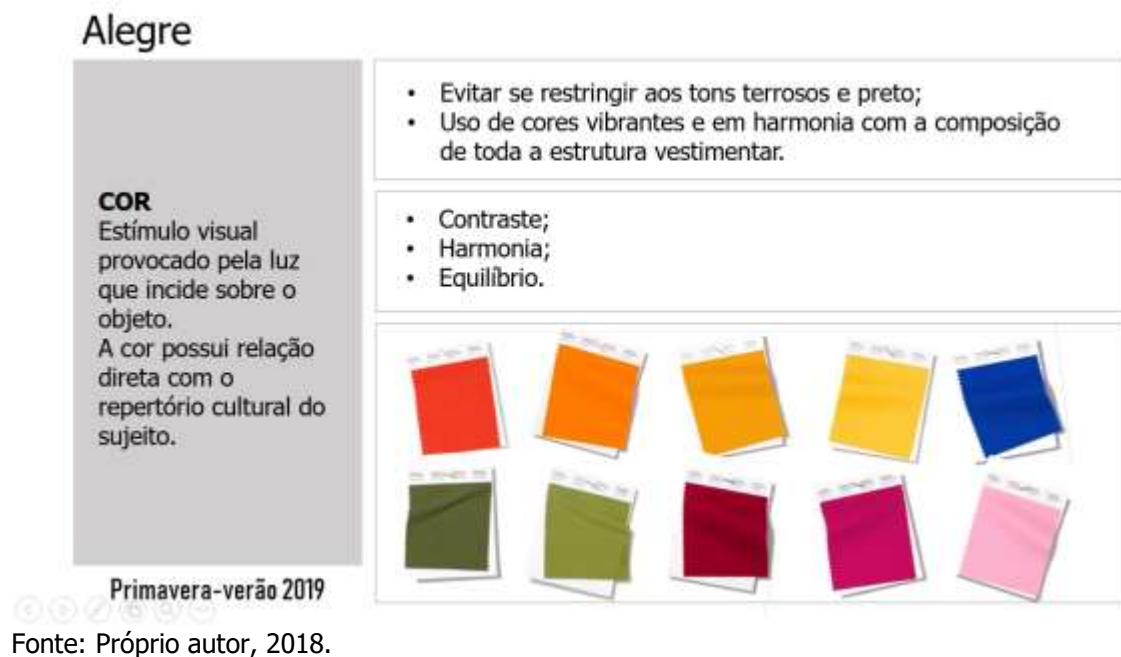 Alegre
COR
Estímulo visual
provocado pela luz
que incide sobre o
objeto.
A cor possui relação
direta com o
repertório cultural do
sujeito.
Primavera-verão 2019
• Evitar se restringir aos tons terrosos e preto;
• Uso de cores vibrantes e em harmonia com a composição
de toda a estrutura vestimentar.
• Contraste;
• Harmonia;
• Equilíbrio.
Fonte: Próprio autor, 2018.